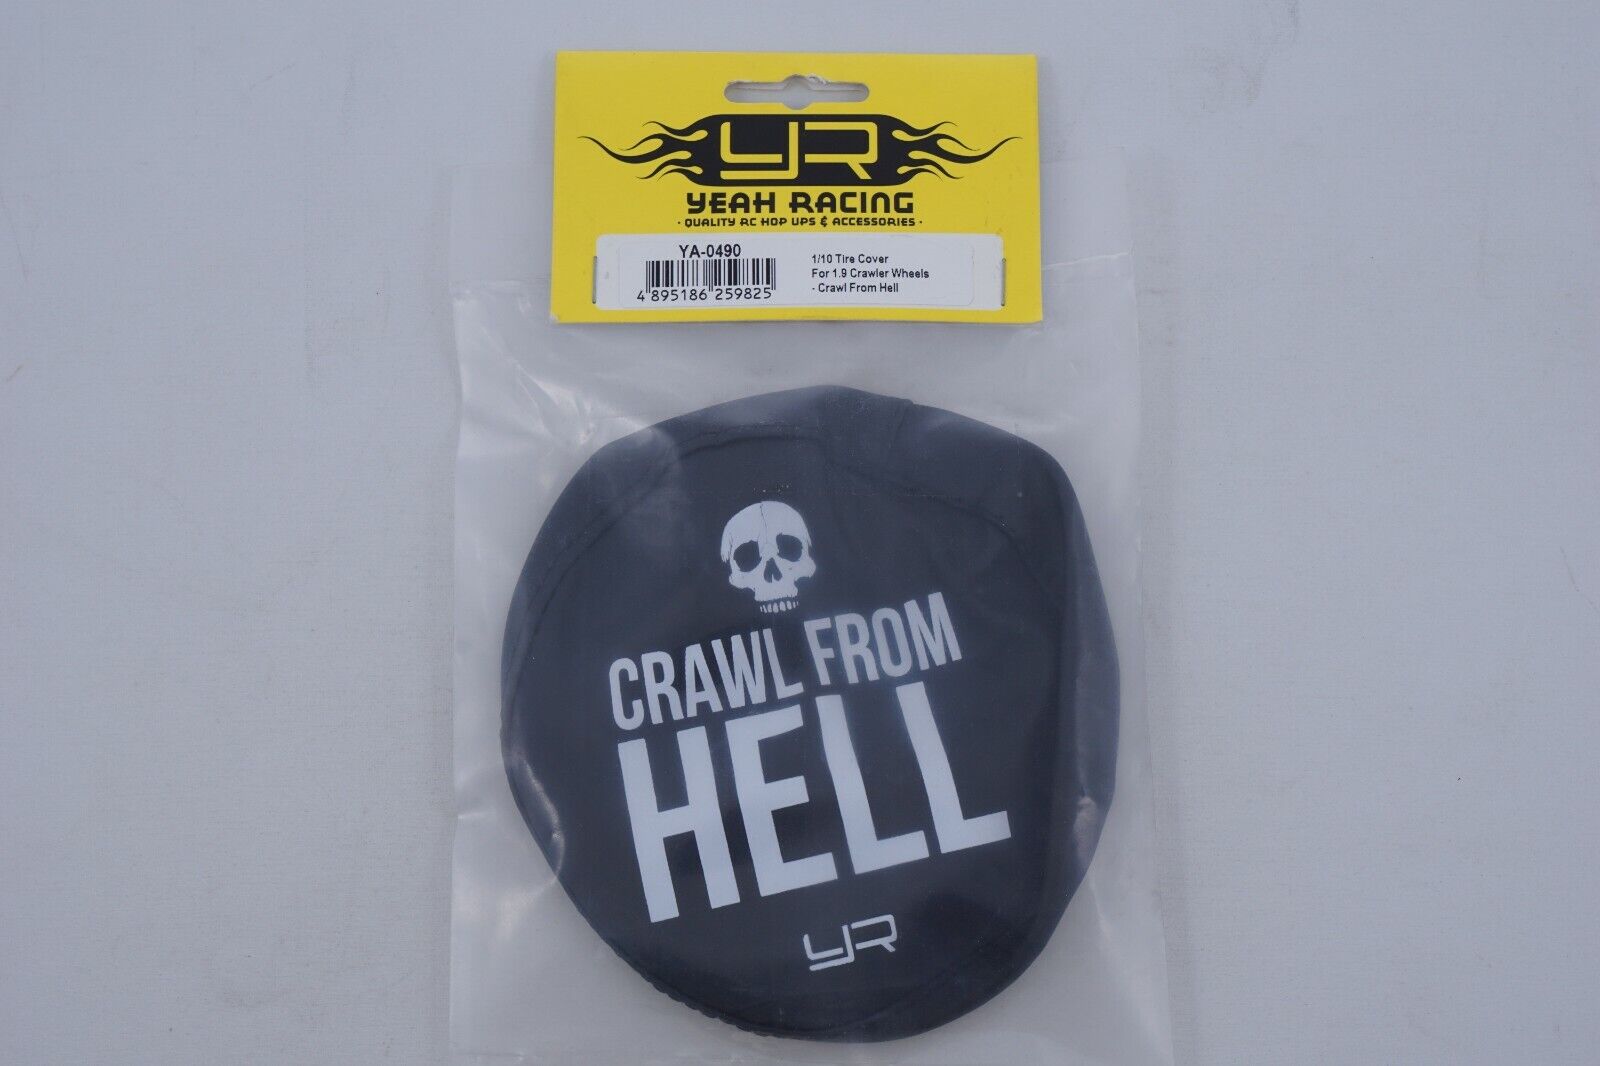 YR
YEAH RACING
· QUALITY RC HOP UPS & ACCESSORIES ·
YA-0490
4 895186 259825
1/10 Tire Cover
For 1.9 Crawler Wheels
- Crawl From Hell
CRAWL FROM
HELL
YR